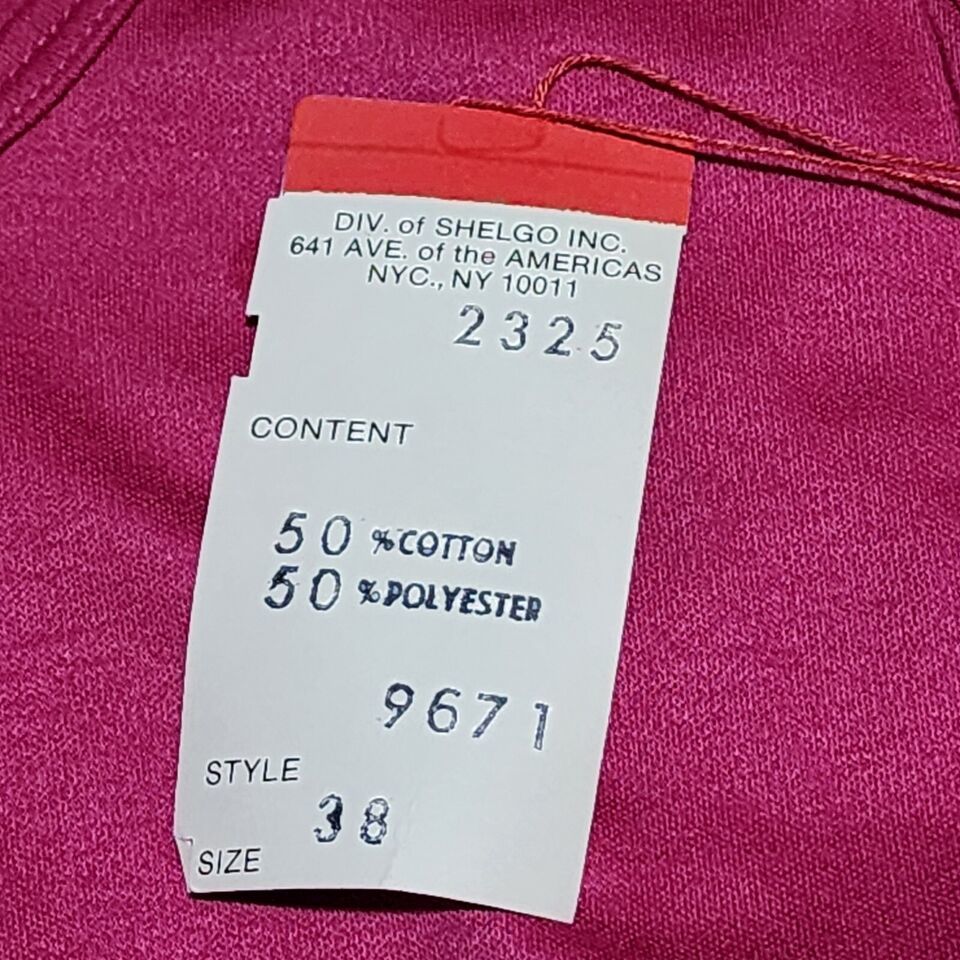 DIV. of SHELGO INC.
641 AVE. of the AMERICAS
NYC., NY 10011
2325
CONTENT
50 % COTTON
50 % POLYESTER
9671
STYLE
38
SIZE